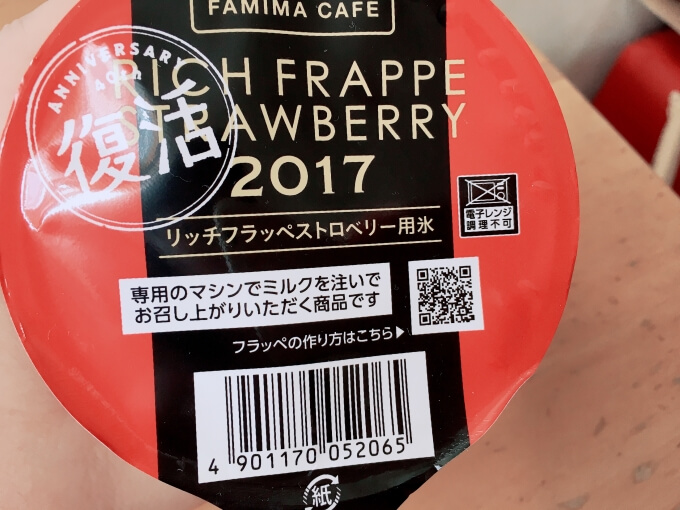 FAMIMA CAFE
ANNIVERSARY
40th
復活
RICH FRAPPE
STRAWBERRY
2017
リッチフラッペストロベリー用氷
電子レンジ
調理不可
専用のマシンでミルクを注いで
お召し上がりいただく商品です
フラッペの作り方はこちら▶
4 901170 052065
紙